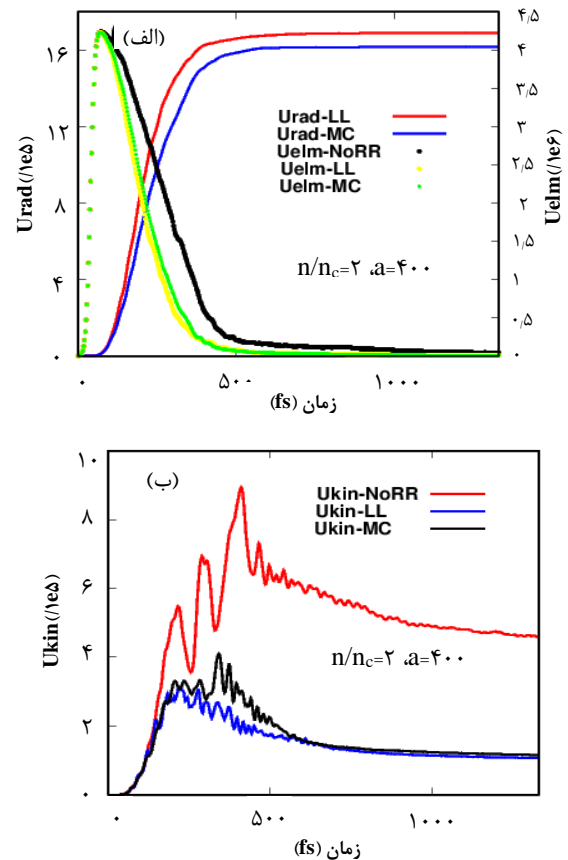 (الف)
۱۶
۱۲
۸
۴
۰
Urad(/۱e۵)
۴٫۵
۴
۳٫۵
۳
۲٫۵
۲
۱٫۵
۱
۰٫۵
۰
Uelm(/۱e۶)
Urad-LL
Urad-MC
Uelm-NoRR
Uelm-LL
Uelm-MC
n/nc=۲ ،a=۴۰۰
۰ ۵۰۰ ۱۰۰۰
زمان (fs)
(ب)
۱۰
۸
۶
۴
۲
۰
Ukin(/۱e۵)
Ukin-NoRR
Ukin-LL
Ukin-MC
n/nc=۲ ،a=۴۰۰
۰ ۵۰۰ ۱۰۰۰
زمان (fs)